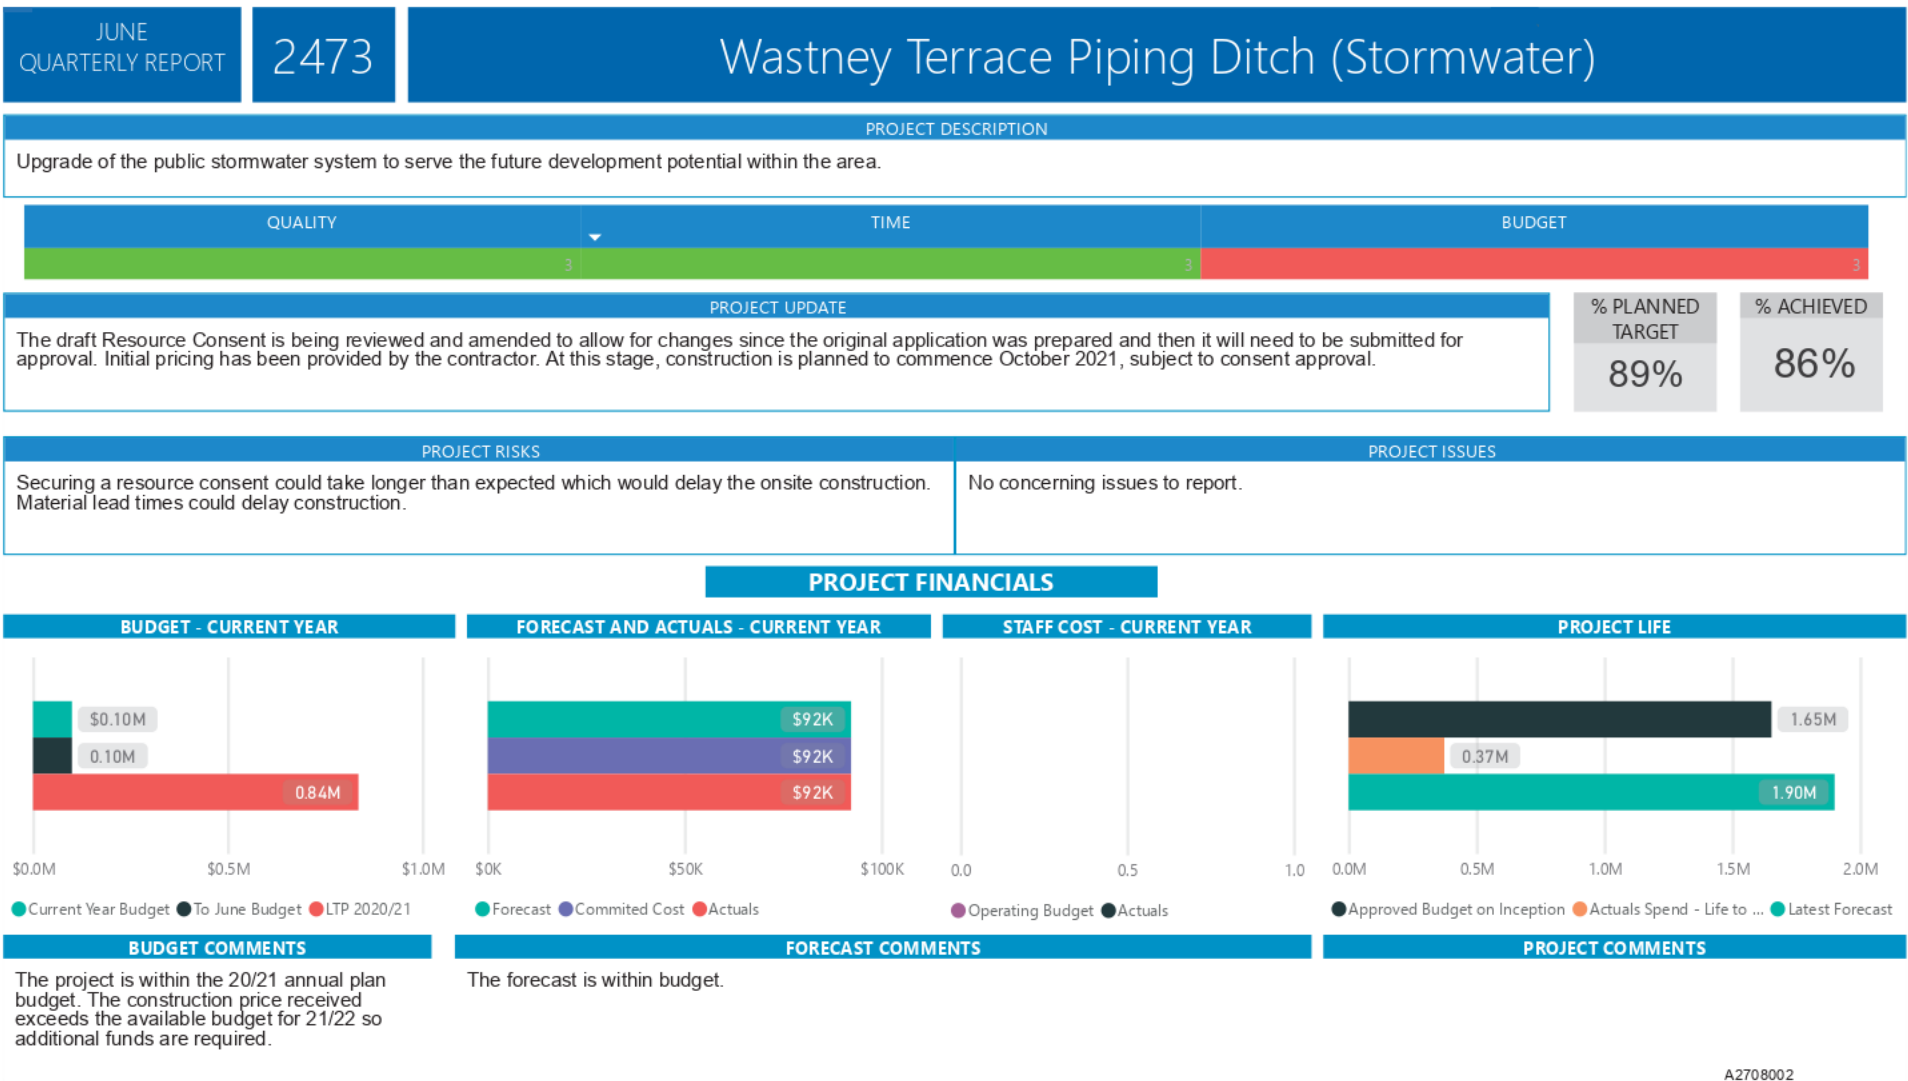 JUNE
QUARTERLY REPORT
2473
Wastney Terrace Piping Ditch (Stormwater)
PROJECT DESCRIPTION
Upgrade of the public stormwater system to serve the future development potential within the area.
QUALITY
TIME
BUDGET
3
3
3
PROJECT UPDATE
The draft Resource Consent is being reviewed and amended to allow for changes since the original application was prepared and then it will need to be submitted for
approval. Initial pricing has been provided by the contractor. At this stage, construction is planned to commence October 2021, subject to consent approval.
% PLANNED
TARGET
89%
% ACHIEVED
86%
PROJECT RISKS
Securing a resource consent could take longer than expected which would delay the onsite construction.
Material lead times could delay construction.
PROJECT ISSUES
No concerning issues to report.
PROJECT FINANCIALS
BUDGET - CURRENT YEAR
$0.10M
0.10M
0.84M
$0.0M
$0.5M
$1.0M
Current Year Budget
To June Budget
LTP 2020/21
FORECAST AND ACTUALS - CURRENT YEAR
$92K
$92K
$92K
$0K
$50K
$100K
Forecast
Commited Cost
Actuals
STAFF COST - CURRENT YEAR
0.0
0.5
1.0
Operating Budget
Actuals
PROJECT LIFE
1.65M
0.37M
1.90M
0.0M
0.5M
1.0M
1.5M
2.0M
Approved Budget on Inception
Actuals Spend - Life to ...
Latest Forecast
BUDGET COMMENTS
The project is within the 20/21 annual plan
budget. The construction price received
exceeds the available budget for 21/22 so
additional funds are required.
FORECAST COMMENTS
The forecast is within budget.
PROJECT COMMENTS
A2708002